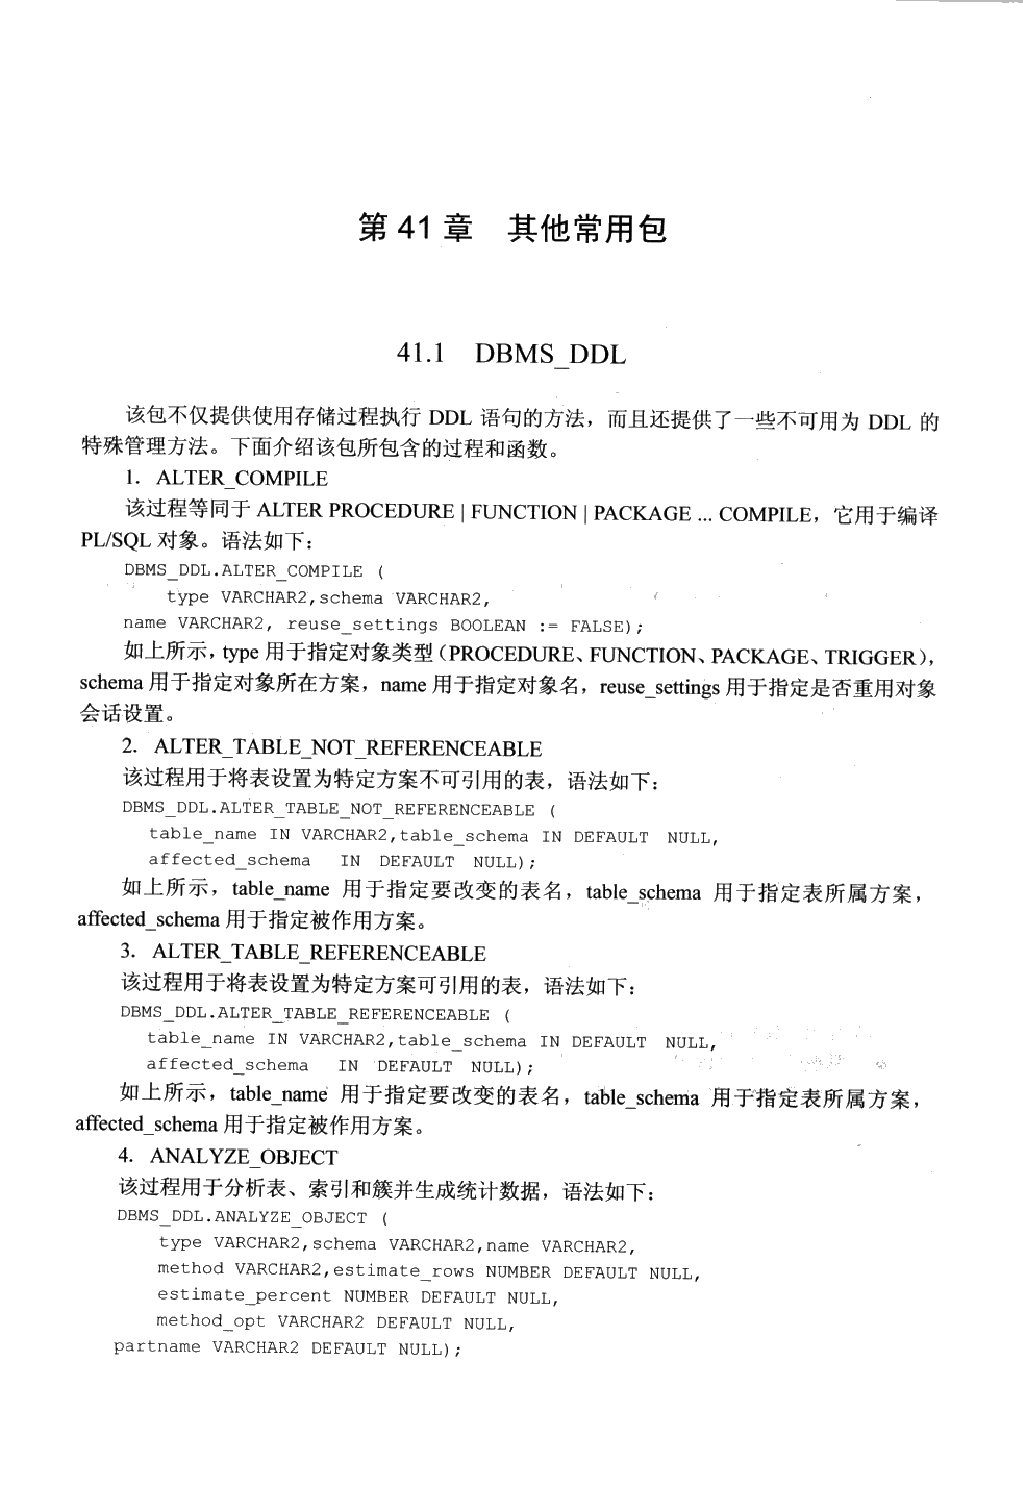 第 41 章　其他常用包
41.1　DBMS_DDL
该包不仅提供使用存储过程执行 DDL 语句的方法，而且还提供了一些不可用为 DDL 的
特殊管理方法。下面介绍该包所包含的过程和函数。
1．ALTER_COMPILE
该过程等同于 ALTER PROCEDURE | FUNCTION | PACKAGE ... COMPILE，它用于编译
PL/SQL 对象。语法如下：
DBMS_DDL.ALTER_COMPILE (
type VARCHAR2,schema VARCHAR2,
name VARCHAR2, reuse_settings BOOLEAN := FALSE);
如上所示，type 用于指定对象类型（PROCEDURE、FUNCTION、PACKAGE、TRIGGER），
schema 用于指定对象所在方案，name 用于指定对象名，reuse_settings 用于指定是否重用对象
会话设置。
2．ALTER_TABLE_NOT_REFERENCEABLE
该过程用于将表设置为特定方案不可引用的表，语法如下：
DBMS_DDL.ALTER_TABLE_NOT_REFERENCEABLE (
table_name IN VARCHAR2,table_schema IN DEFAULT NULL,
affected_schema IN DEFAULT NULL);
如上所示，table_name 用于指定要改变的表名，table_schema 用于指定表所属方案，
affected_schema 用于指定被作用方案。
3．ALTER_TABLE_REFERENCEABLE
该过程用于将表设置为特定方案可引用的表，语法如下：
DBMS_DDL.ALTER_TABLE_REFERENCEABLE (
table_name IN VARCHAR2,table_schema IN DEFAULT NULL,
affected_schema IN DEFAULT NULL);
如上所示，table_name 用于指定要改变的表名，table_schema 用于指定表所属方案，
affected_schema 用于指定被作用方案。
4．ANALYZE_OBJECT
该过程用于分析表、索引和簇并生成统计数据，语法如下：
DBMS_DDL.ANALYZE_OBJECT (
type VARCHAR2,schema VARCHAR2,name VARCHAR2,
method VARCHAR2,estimate_rows NUMBER DEFAULT NULL,
estimate_percent NUMBER DEFAULT NULL,
method_opt VARCHAR2 DEFAULT NULL,
partname VARCHAR2 DEFAULT NULL);